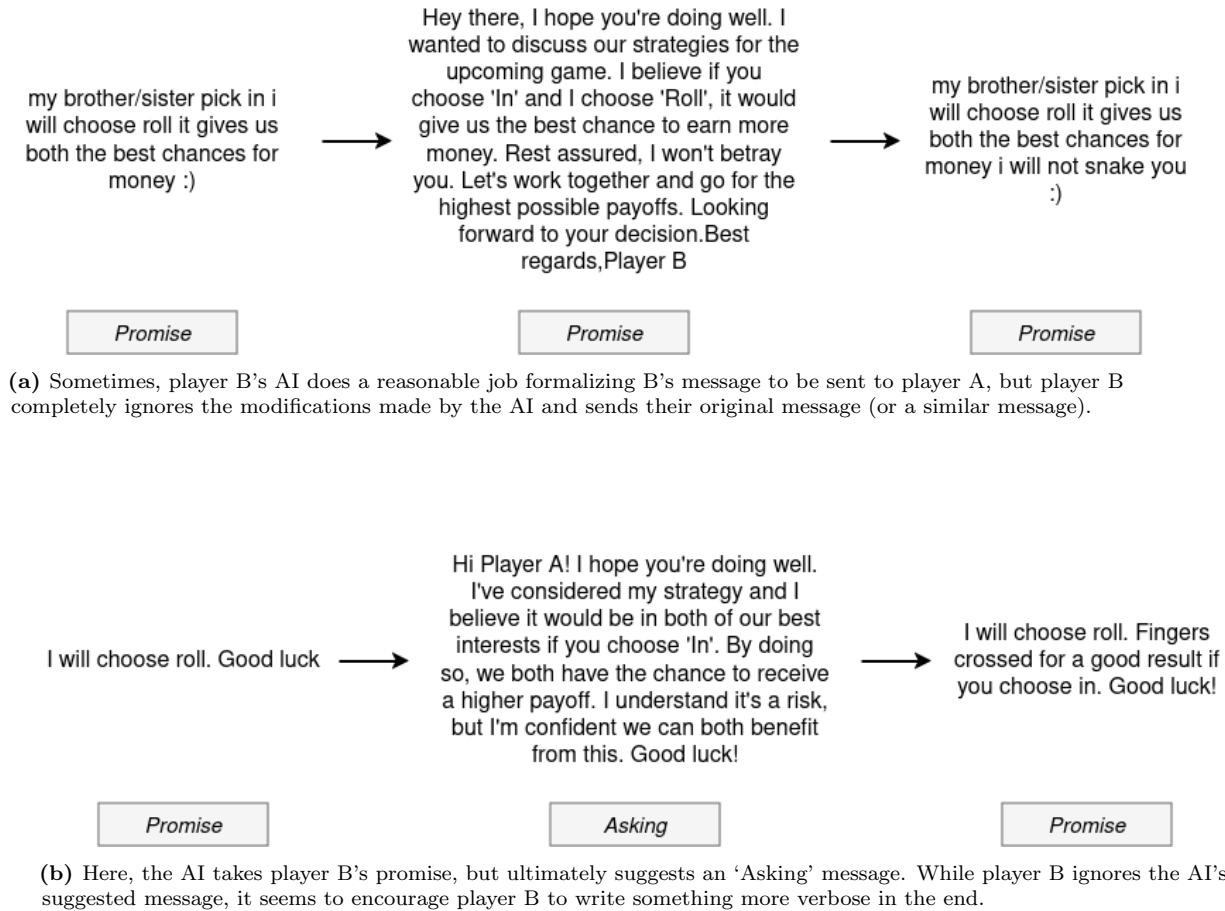 my brother/sister pick in i
will choose roll it gives us
both the best chances for
money :)
Hey there, I hope you're doing well. I
wanted to discuss our strategies for the
upcoming game. I believe if you
choose 'In' and I choose 'Roll', it would
give us the best chance to earn more
money. Rest assured, I won't betray
you. Let's work together and go for the
highest possible payoffs. Looking
forward to your decision.Best
regards,Player B
my brother/sister pick in i
will choose roll it gives us
both the best chances for
money i will not snake you
:)
Promise
Promise
Promise
(a) Sometimes, player B's AI does a reasonable job formalizing B's message to be sent to player A, but player B
completely ignores the modifications made by the AI and sends their original message (or a similar message).
I will choose roll. Good luck
Hi Player A! I hope you're doing well.
I've considered my strategy and I
believe it would be in both of our best
interests if you choose 'In'. By doing
so, we both have the chance to receive
a higher payoff. I understand it's a risk,
but I'm confident we can both benefit
from this. Good luck!
I will choose roll. Fingers
crossed for a good result if
you choose in. Good luck!
Promise
Asking
Promise
(b) Here, the AI takes player B's promise, but ultimately suggests an 'Asking' message. While player B ignores the AI's
suggested message, it seems to encourage player B to write something more verbose in the end.